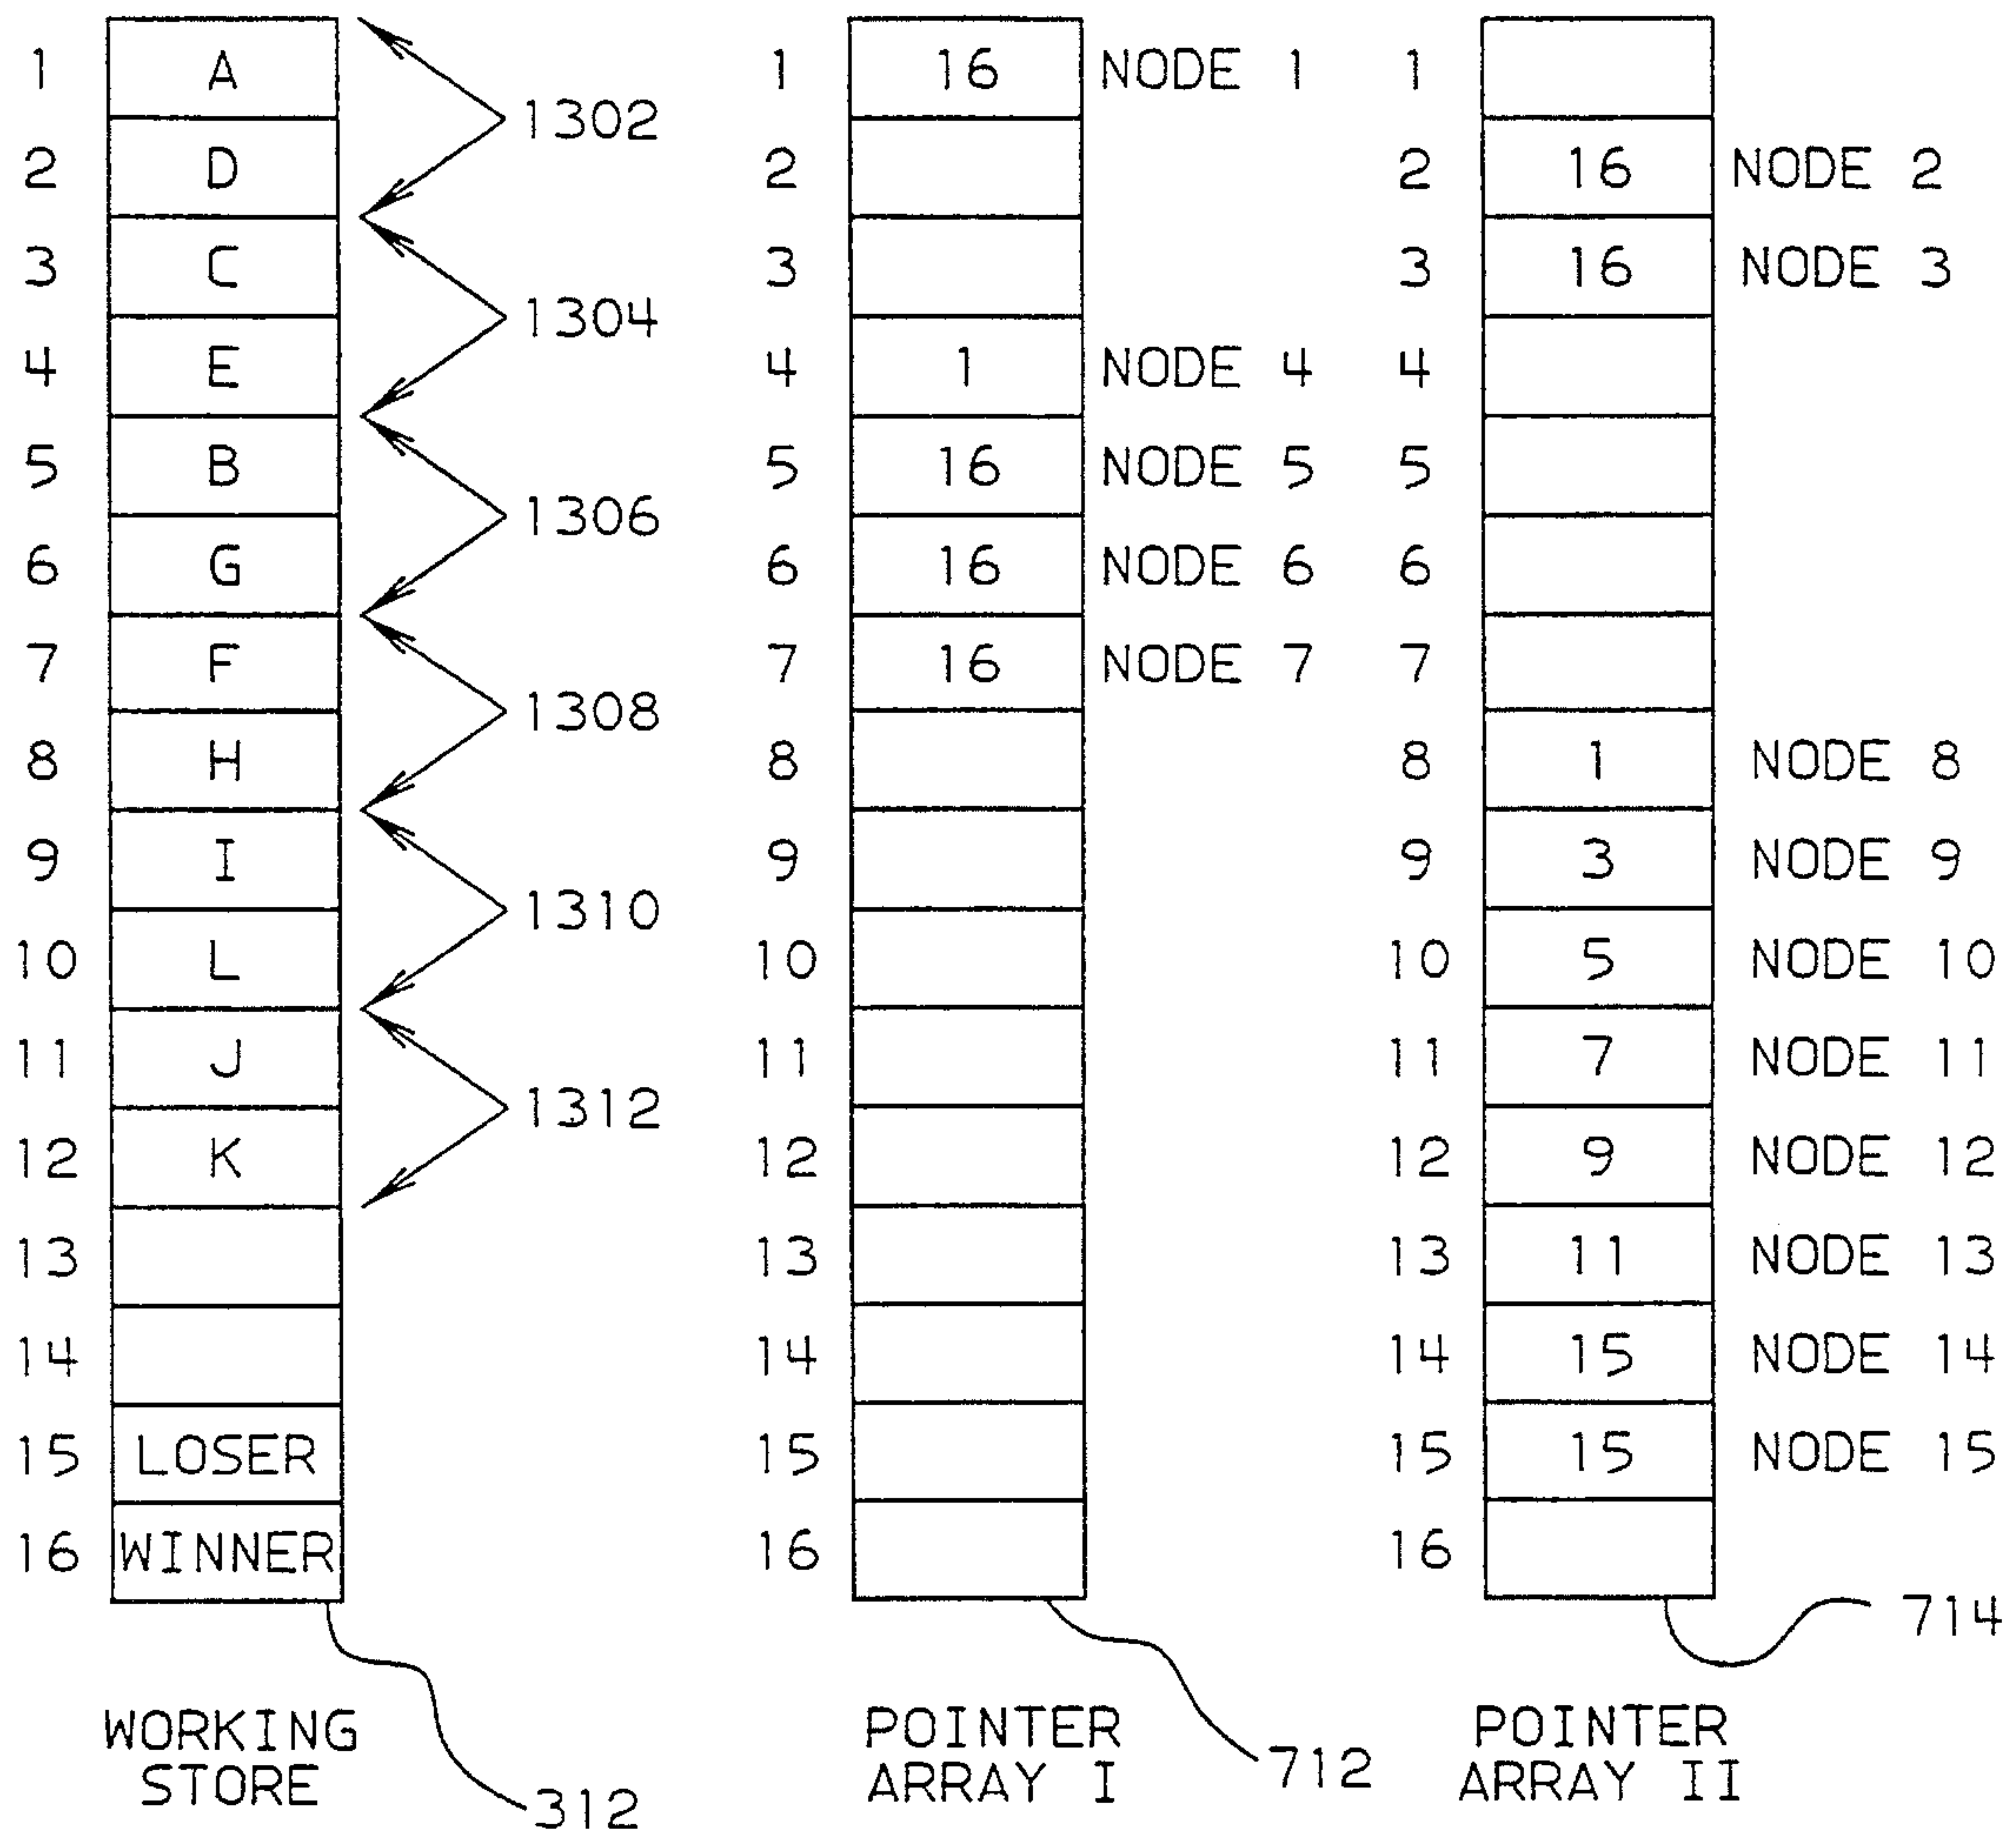 1 A 1 16 NODE 1 1
1302
2 D 2 2 16 NODE 2
3 C 3 3 16 NODE 3
1304
4 E 4 1 NODE 4 4
5 B 5 16 NODE 5 5
1306
6 G 6 16 NODE 6 6
7 F 7 16 NODE 7 7
1308
8 H 8 8 1 NODE 8
9 I 9 9 3 NODE 9
1310
10 L 10 10 5 NODE 10
11 J 11 11 7 NODE 11
1312
12 K 12 12 9 NODE 12
13 13 13 11 NODE 13
14 14 14 15 NODE 14
15 LOSER 15 15 15 NODE 15
16 WINNER 16 16
714
WORKING
STORE
312
POINTER
ARRAY I
712
POINTER
ARRAY II